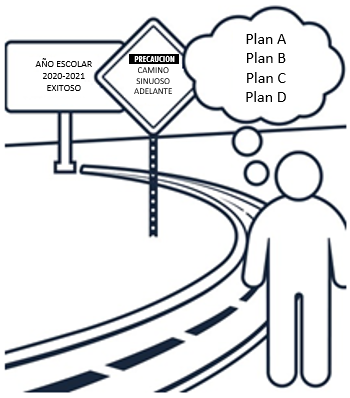 AÑO ESCOLAR
2020-2021
EXITOSO
PRECAUCION
CAMINO
SINUOSO
ADELANTE
Plan A
Plan B
Plan C
Plan D